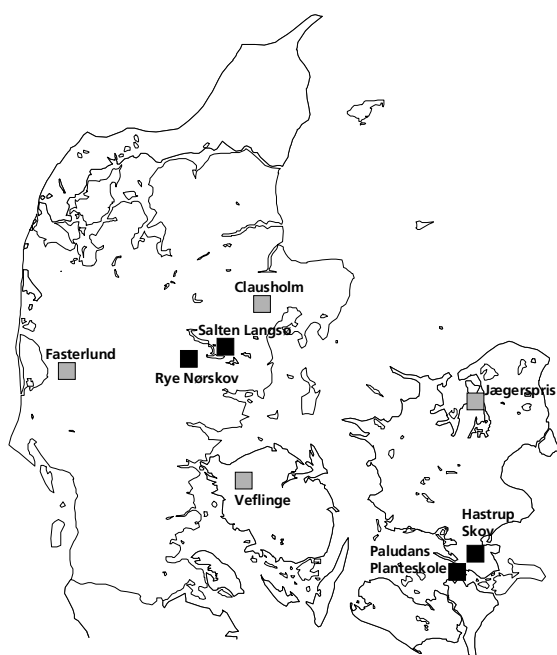 Clausholm
Salten Langsø
Fasterlund
Rye Nørskov
Jægerspris
Veflinge
Hastrup
Skov
Paludans
Planteskole